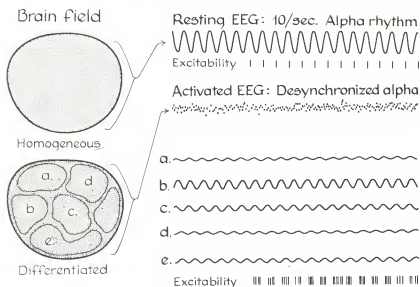 Brain field
Resting EEG: 10/sec. Alpha rhythm
Excitability
Activated EEG: Desynchronized alpha
Homogeneous
a.
d
b
c.
e.
Differentiated
a.
b.
c.
d.
e.
Excitability